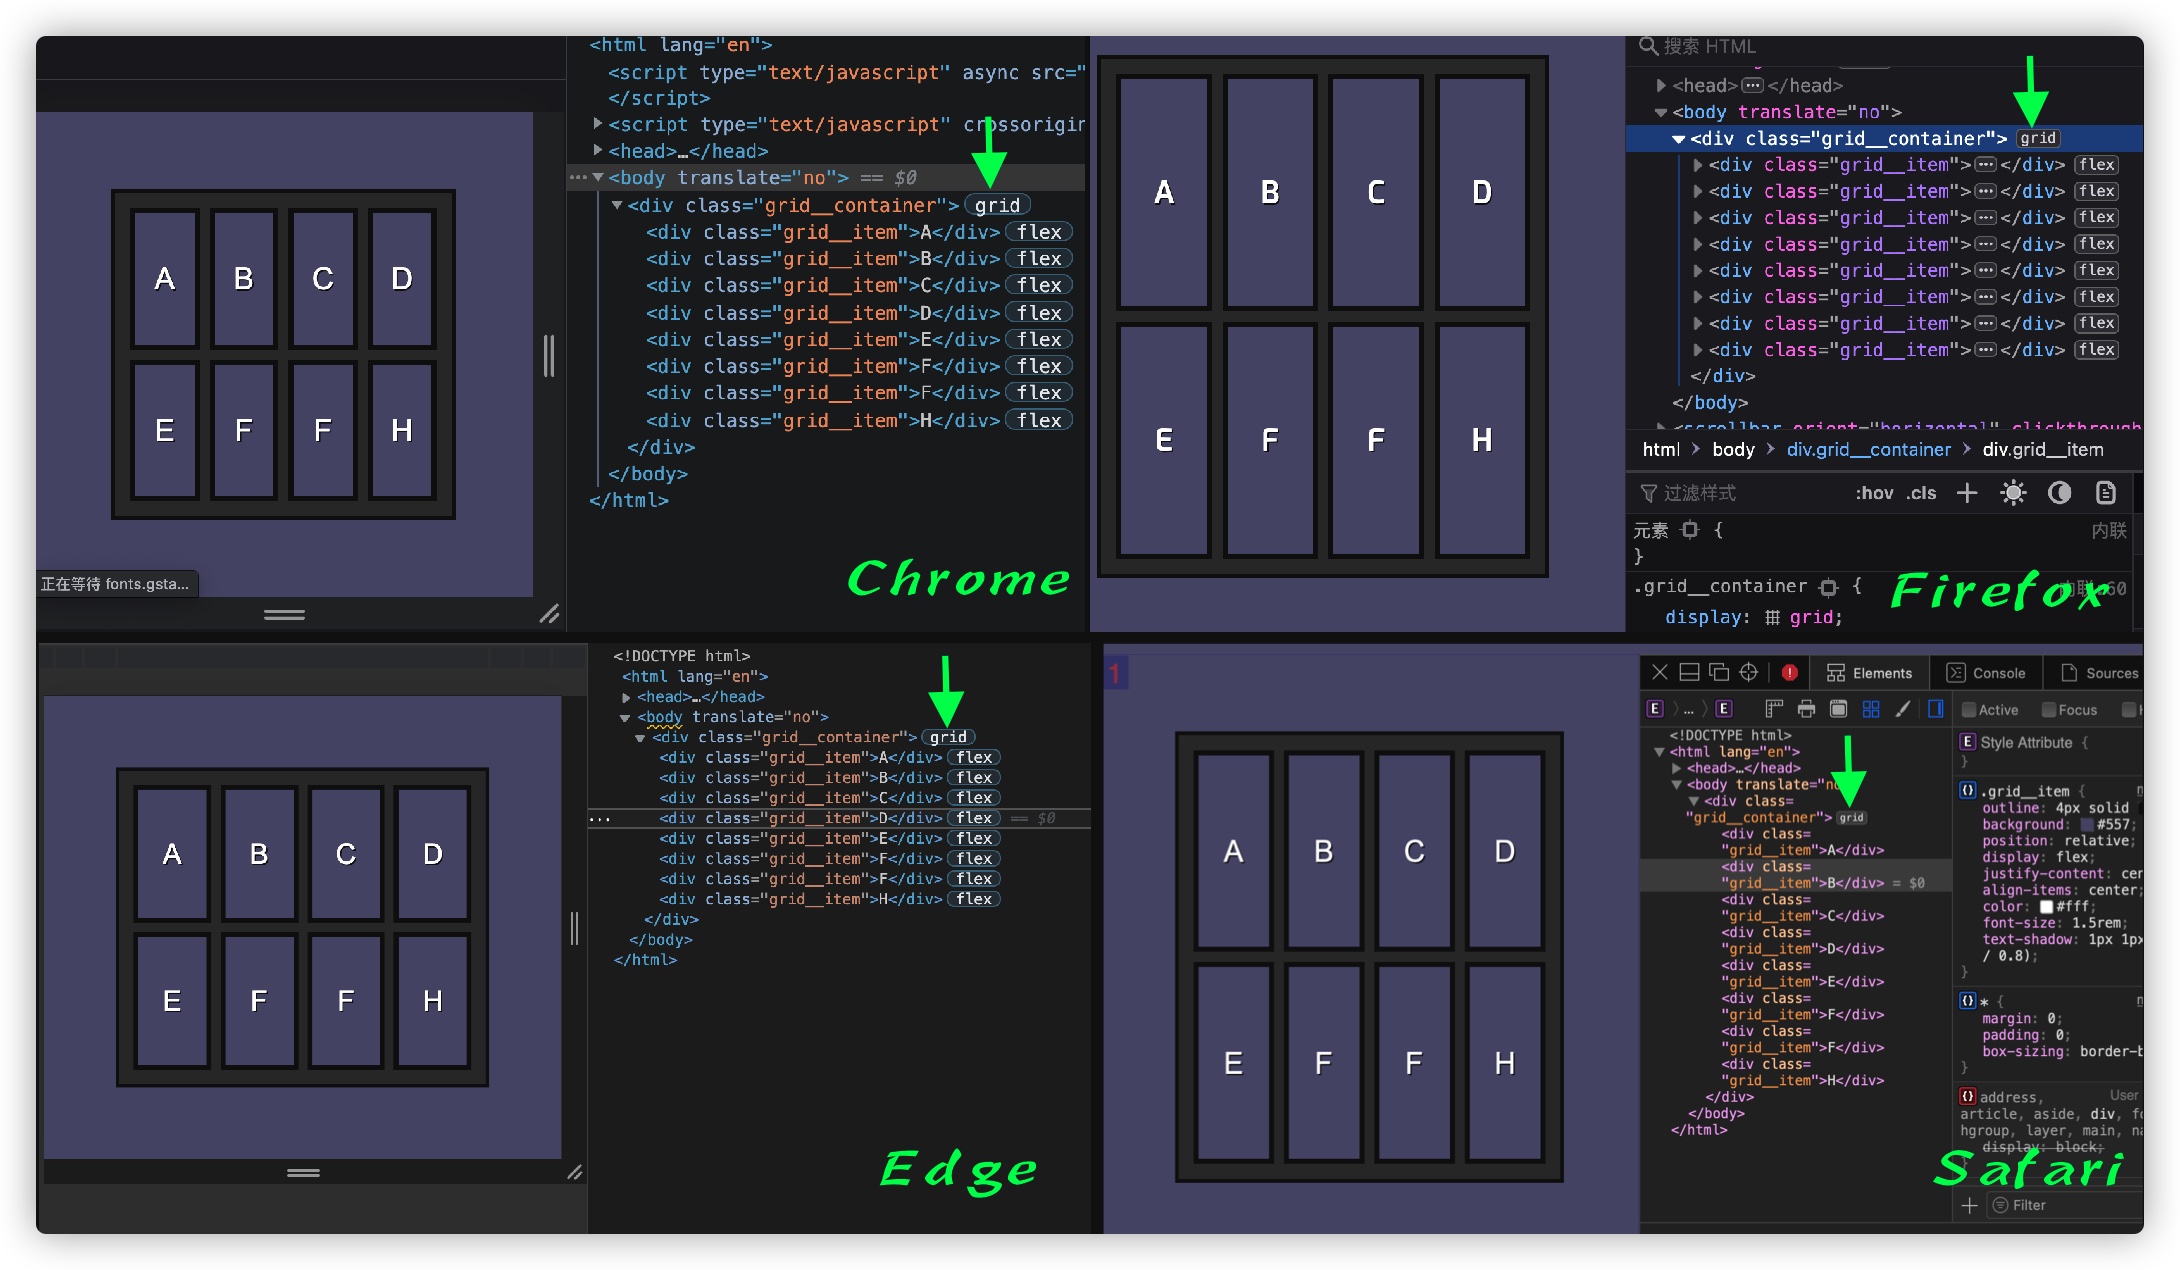 <html lang="en">
<script type="text/javascript" async src="
</script>
<script type="text/javascript" crossorigin
<head>…</head>
<body translate="no"> == $0
<div class="grid__container"> grid
<div class="grid__item">A</div> flex
<div class="grid__item">B</div> flex
<div class="grid__item">C</div> flex
<div class="grid__item">D</div> flex
<div class="grid__item">E</div> flex
<div class="grid__item">F</div> flex
<div class="grid__item">F</div> flex
<div class="grid__item">H</div> flex
</div>
</body>
</html>
A B C D
E F F H
正在等待 fonts.gsta...
Chrome
A B C D
E F F H
搜索 HTML
<head> ••• </head>
<body translate="no">
<div class="grid__container"> grid
<div class="grid__item"> ••• </div> flex
<div class="grid__item"> ••• </div> flex
<div class="grid__item"> ••• </div> flex
<div class="grid__item"> ••• </div> flex
<div class="grid__item"> ••• </div> flex
<div class="grid__item"> ••• </div> flex
<div class="grid__item"> ••• </div> flex
<div class="grid__item"> ••• </div> flex
</div>
</body>
<scrollbar orient="horizontal" clickthrough
html > body > div.grid__container > div.grid__item
过滤样式 :hov .cls +
元素 { 内联
}
.grid__container {
display: grid;
Firefox
A B C D
E F F H
<!DOCTYPE html>
<html lang="en">
<head>…</head>
<body translate="no">
<div class="grid__container"> grid
<div class="grid__item">A</div> flex
<div class="grid__item">B</div> flex
<div class="grid__item">C</div> flex
<div class="grid__item">D</div> flex == $0
<div class="grid__item">E</div> flex
<div class="grid__item">F</div> flex
<div class="grid__item">F</div> flex
<div class="grid__item">H</div> flex
</div>
</body>
</html>
Edge
1
A B C D
E F F H
Elements Console Sources
E … E Active Focus
<!DOCTYPE html>
<html lang="en">
<head>…</head>
<body translate="no
<div class=
"grid__container"> grid
<div class=
"grid__item">A</div>
<div class=
"grid__item">B</div> = $0
<div class=
"grid__item">C</div>
<div class=
"grid__item">D</div>
<div class=
"grid__item">E</div>
<div class=
"grid__item">F</div>
<div class=
"grid__item">F</div>
<div class=
"grid__item">H</div>
</div>
</body>
</html>
E Style Attribute {
}
{} .grid__item {
outline: 4px solid
background: #557;
position: relative;
display: flex;
justify-content: cen
align-items: center;
color: #fff;
font-size: 1.5rem;
text-shadow: 1px 1px
/ 0.8);
}
{} * {
margin: 0;
padding: 0;
box-sizing: border-b
}
{} address, User
article, aside, div, fo
hgroup, layer, main, na
display: block;
+ Filter
Safari